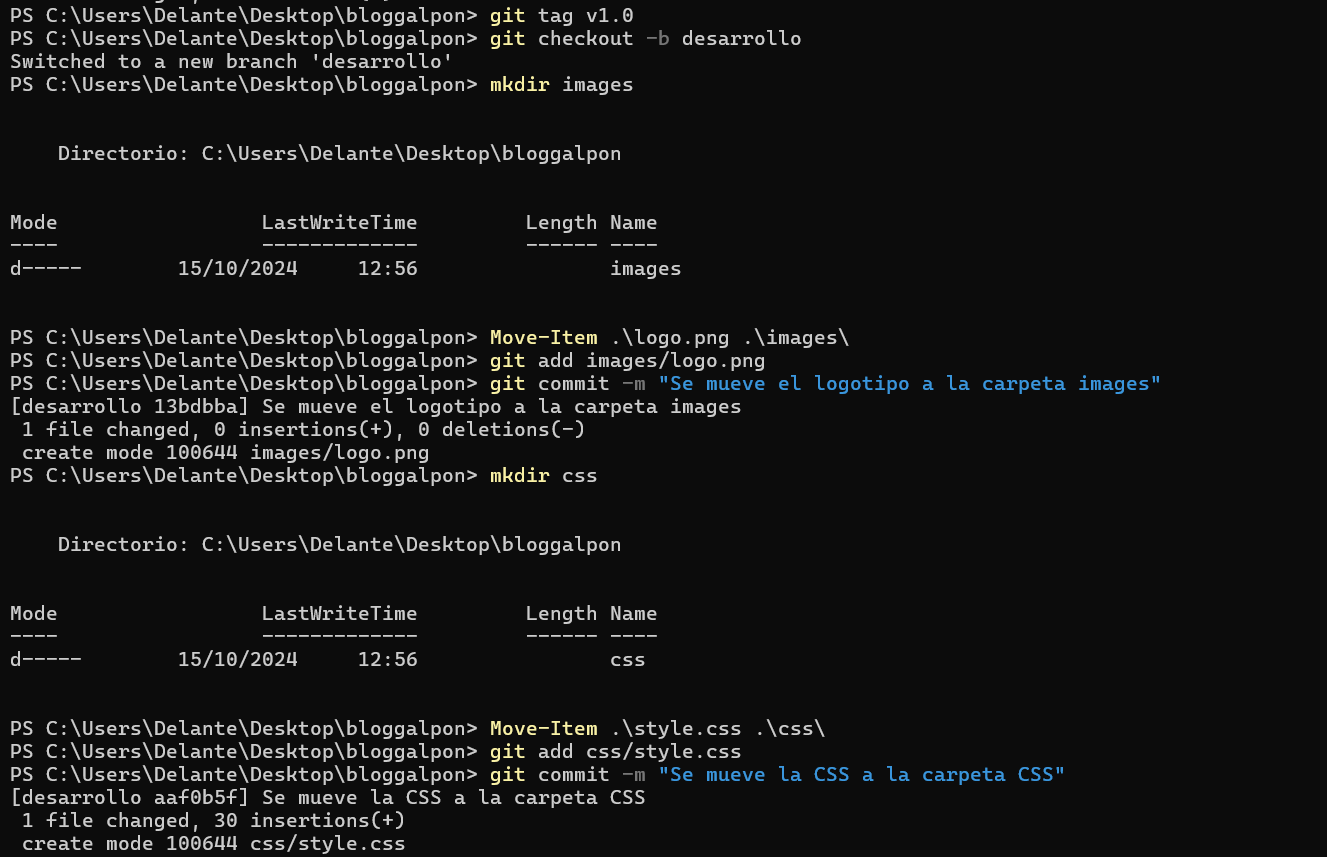 PS C:\Users\Delante\Desktop\bloggalpon> git tag v1.0
PS C:\Users\Delante\Desktop\bloggalpon> git checkout -b desarrollo
Switched to a new branch 'desarrollo'
PS C:\Users\Delante\Desktop\bloggalpon> mkdir images
Directorio: C:\Users\Delante\Desktop\bloggalpon
Mode                 LastWriteTime         Length Name
----                 -------------         ------ ----
d-----        15/10/2024     12:56                images
PS C:\Users\Delante\Desktop\bloggalpon> Move-Item .\logo.png .\images\
PS C:\Users\Delante\Desktop\bloggalpon> git add images/logo.png
PS C:\Users\Delante\Desktop\bloggalpon> git commit -m "Se mueve el logotipo a la carpeta images"
[desarrollo 13bdbba] Se mueve el logotipo a la carpeta images
1 file changed, 0 insertions(+), 0 deletions(-)
create mode 100644 images/logo.png
PS C:\Users\Delante\Desktop\bloggalpon> mkdir css
Directorio: C:\Users\Delante\Desktop\bloggalpon
Mode                 LastWriteTime         Length Name
----                 -------------         ------ ----
d-----        15/10/2024     12:56                css
PS C:\Users\Delante\Desktop\bloggalpon> Move-Item .\style.css .\css\
PS C:\Users\Delante\Desktop\bloggalpon> git add css/style.css
PS C:\Users\Delante\Desktop\bloggalpon> git commit -m "Se mueve la CSS a la carpeta CSS"
[desarrollo aaf0b5f] Se mueve la CSS a la carpeta CSS
1 file changed, 30 insertions(+)
create mode 100644 css/style.css